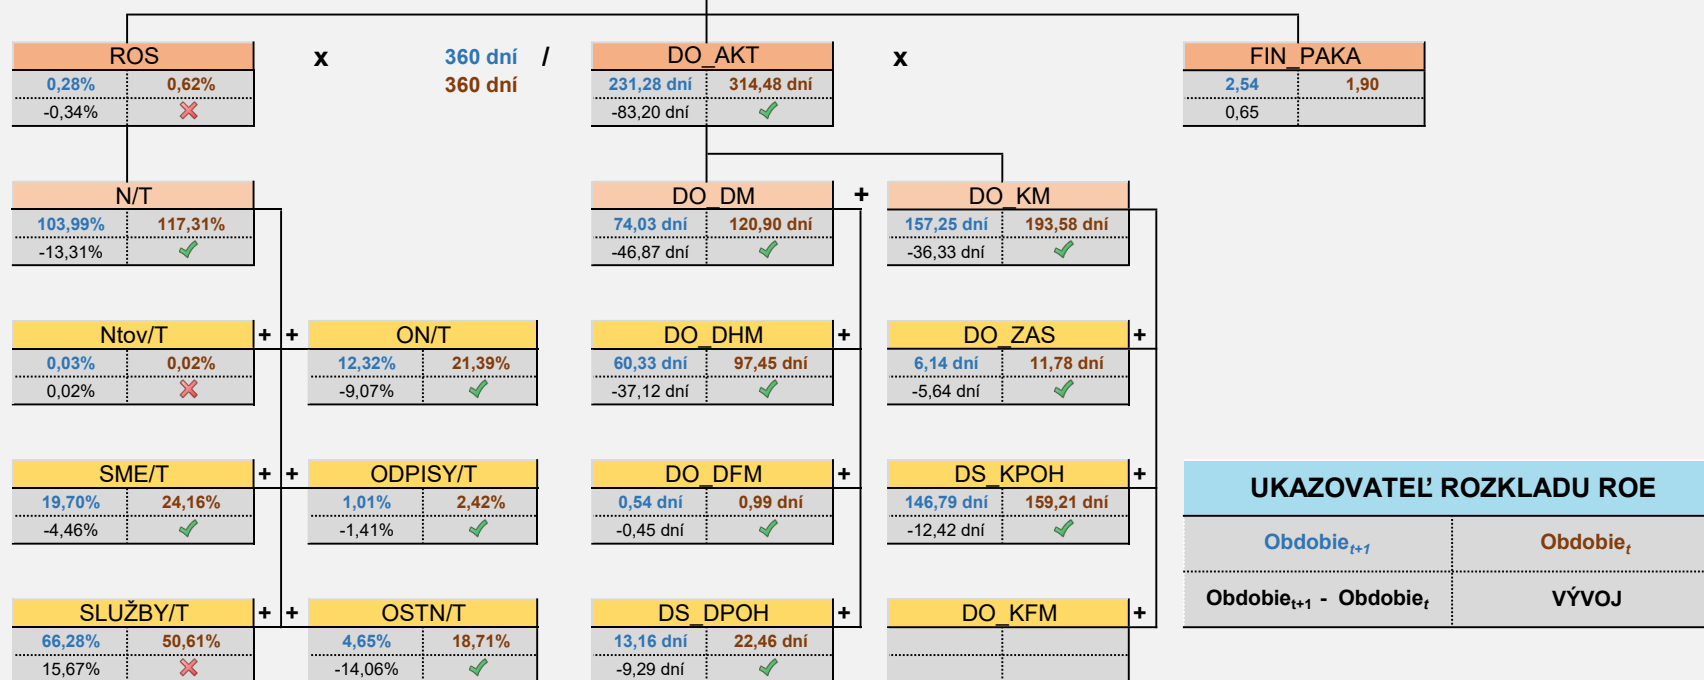 ROS x 360 dní / DO_AKT x FIN_PAKA
0,28% 0,62% 360 dní 231,28 dní 314,48 dní 2,54 1,90
-0,34% -83,20 dní 0,65
N/T DO_DM + DO_KM
103,99% 117,31% 74,03 dní 120,90 dní 157,25 dní 193,58 dní
-13,31% -46,87 dní -36,33 dní
Ntov/T + + ON/T DO_DHM + DO_ZAS +
0,03% 0,02% 12,32% 21,39% 60,33 dní 97,45 dní 6,14 dní 11,78 dní
0,02% -9,07% -37,12 dní -5,64 dní
SME/T + + ODPISY/T DO_DFM + DS_KPOH + UKAZOVATEĽ ROZKLADU ROE
19,70% 24,16% 1,01% 2,42% 0,54 dní 0,99 dní 146,79 dní 159,21 dní
-4,46% -1,41% -0,45 dní -12,42 dní Obdobie t+1 Obdobie t
SLUŽBY/T + + OSTN/T DS_DPOH + DO_KFM + Obdobie t+1 - Obdobie t VÝVOJ
66,28% 50,61% 4,65% 18,71% 13,16 dní 22,46 dní
15,67% -14,06% -9,29 dní